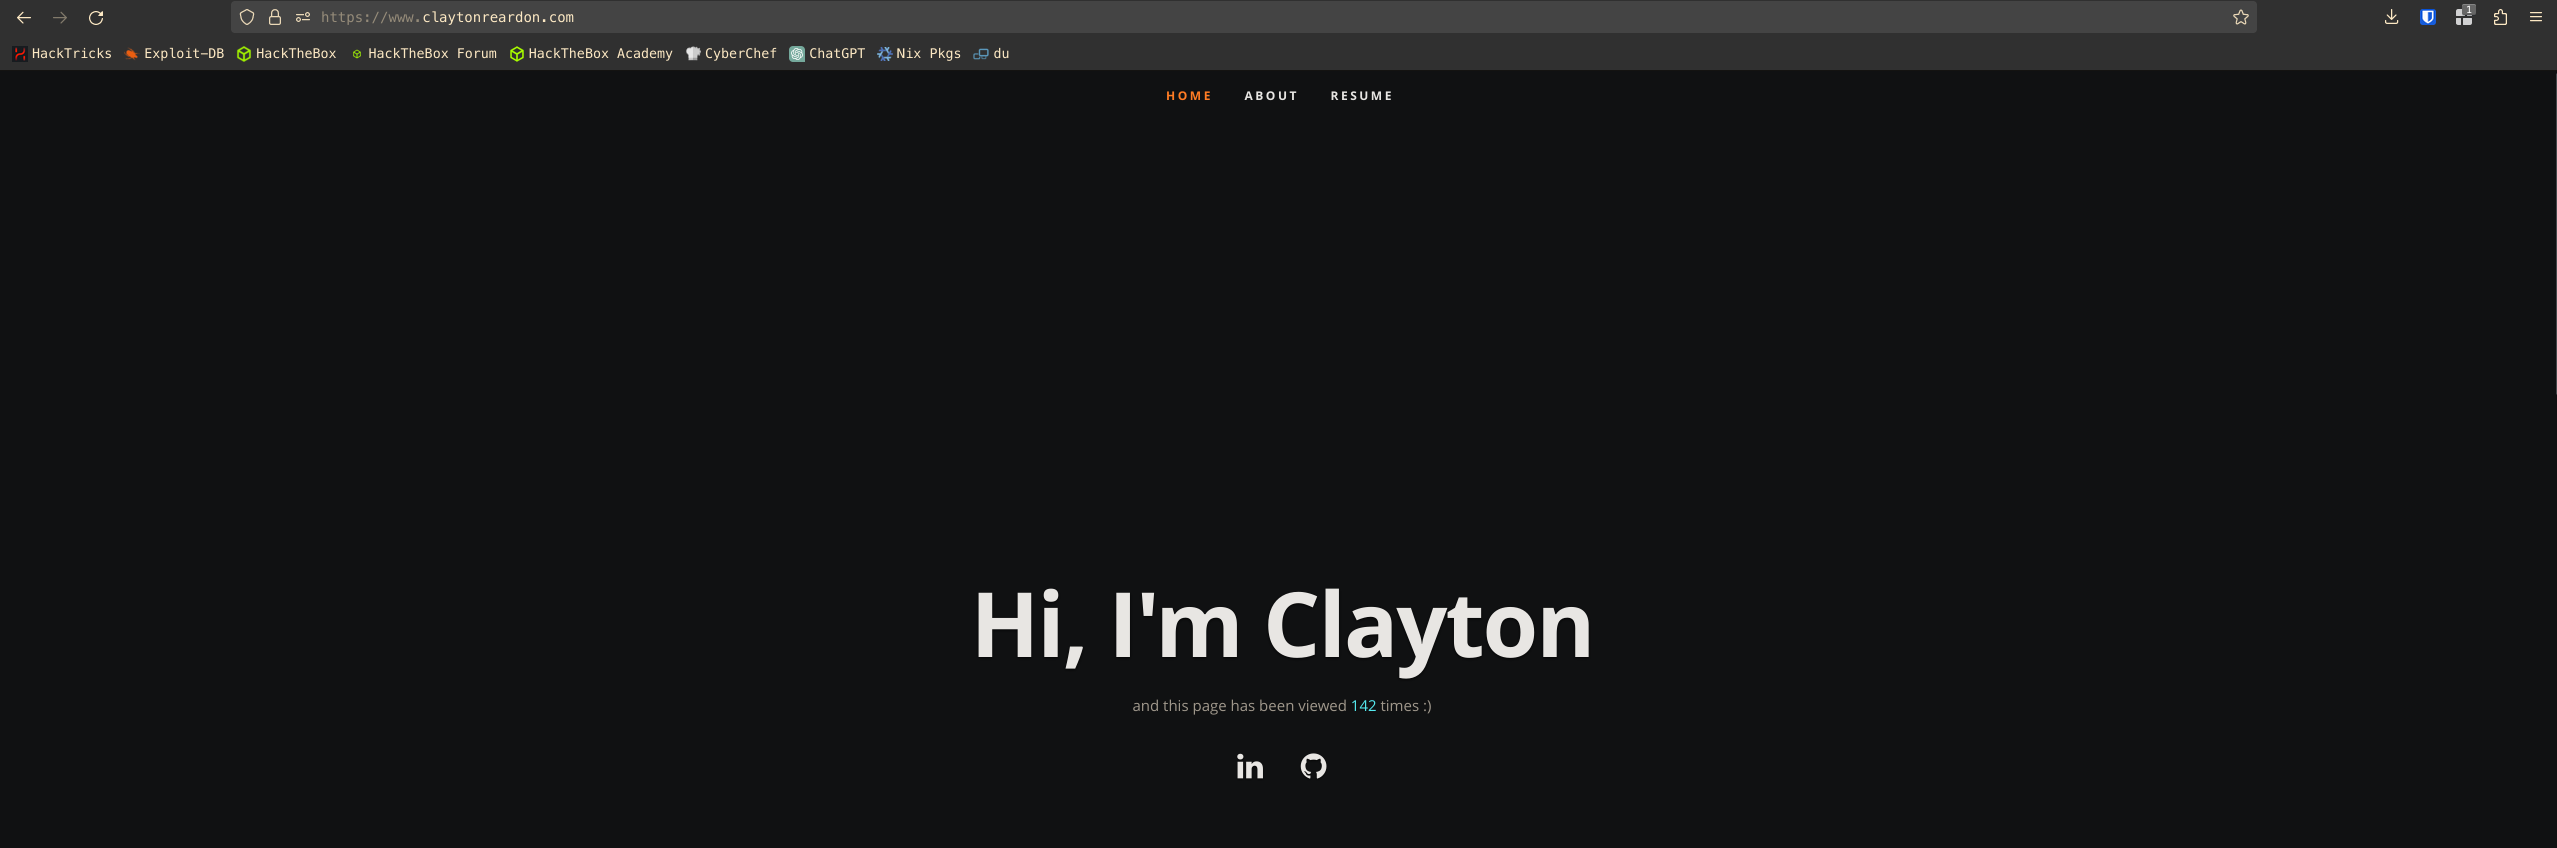 https://www.claytonreardon.com
1
HackTricks Exploit-DB HackTheBox HackTheBox Forum HackTheBox Academy CyberChef ChatGPT Nix Pkgs du
HOME ABOUT RESUME
Hi, I'm Clayton
and this page has been viewed 142 times :)
in